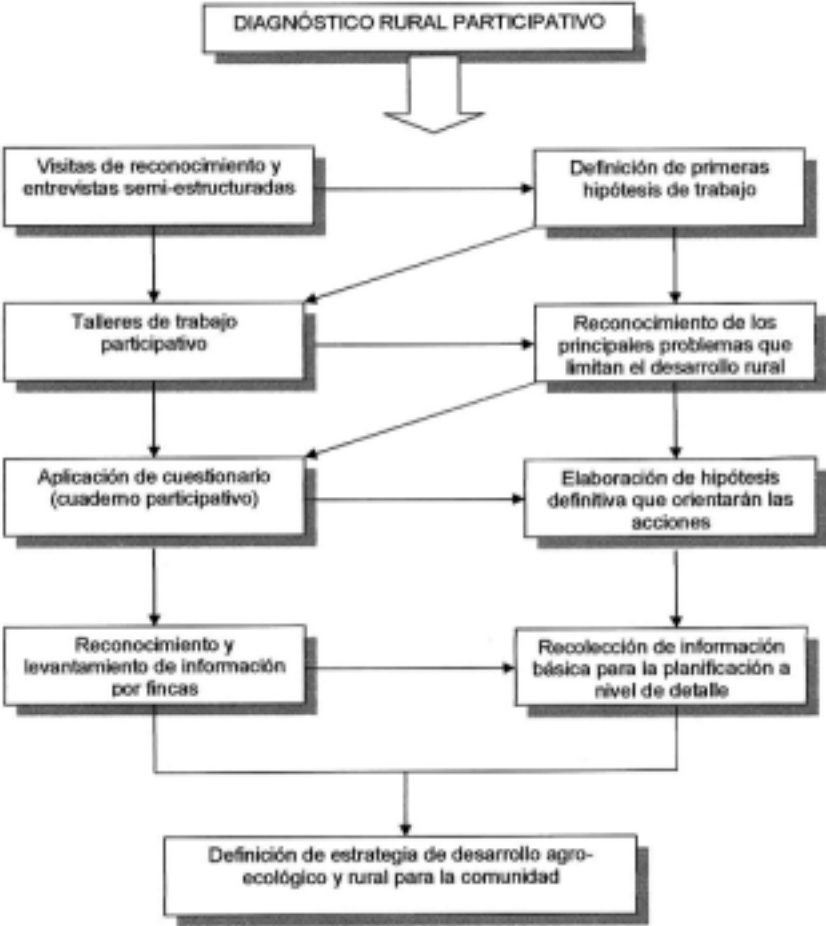 DIAGNÓSTICO RURAL PARTICIPATIVO
Visitas de reconocimiento y
entrevistas semi-estructuradas
Definición de primeras
hipótesis de trabajo
Talleres de trabajo
participativo
Reconocimiento de los
principales problemas que
limitan el desarrollo rural
Aplicación de cuestionario
(cuaderno participativo)
Elaboración de hipótesis
definitiva que orientarán las
acciones
Reconocimiento y
levantamiento de información
por fincas
Recolección de información
básica para la planificación a
nivel de detalle
Definición de estrategia de desarrollo agro-
ecológico y rural para la comunidad